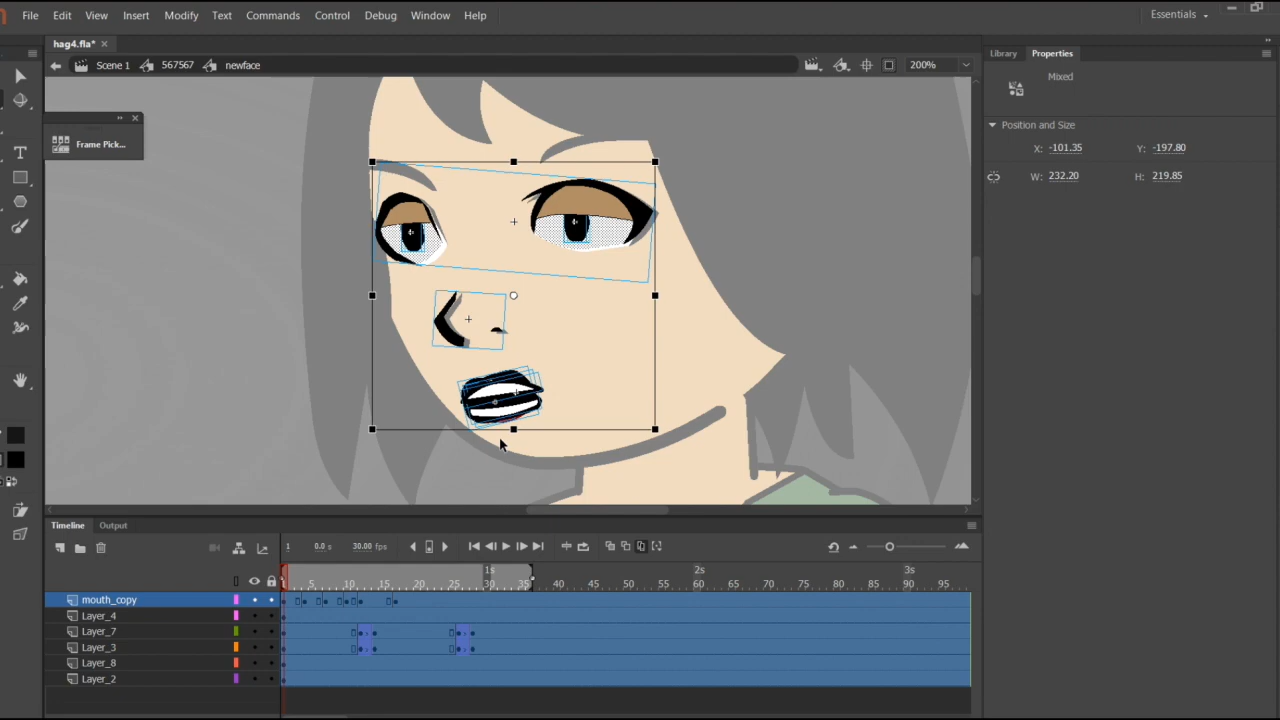 File Edit View Insert Modify Text Commands Control Debug Window Help
Essentials
hag4.fla*
Scene 1 567567 newface 200%
Library Properties
Mixed
Frame Pick...
Position and Size
X: -101.35 Y: -197.80
W: 232.20 H: 219.85
Timeline Output
1 0.0 s 30.00 fps
1s 2s 3s
5 10 15 20 25 30 35 40 45 50 55 60 65 70 75 80 85 90 95
mouth_copy
Layer_4
Layer_7
Layer_3
Layer_8
Layer_2